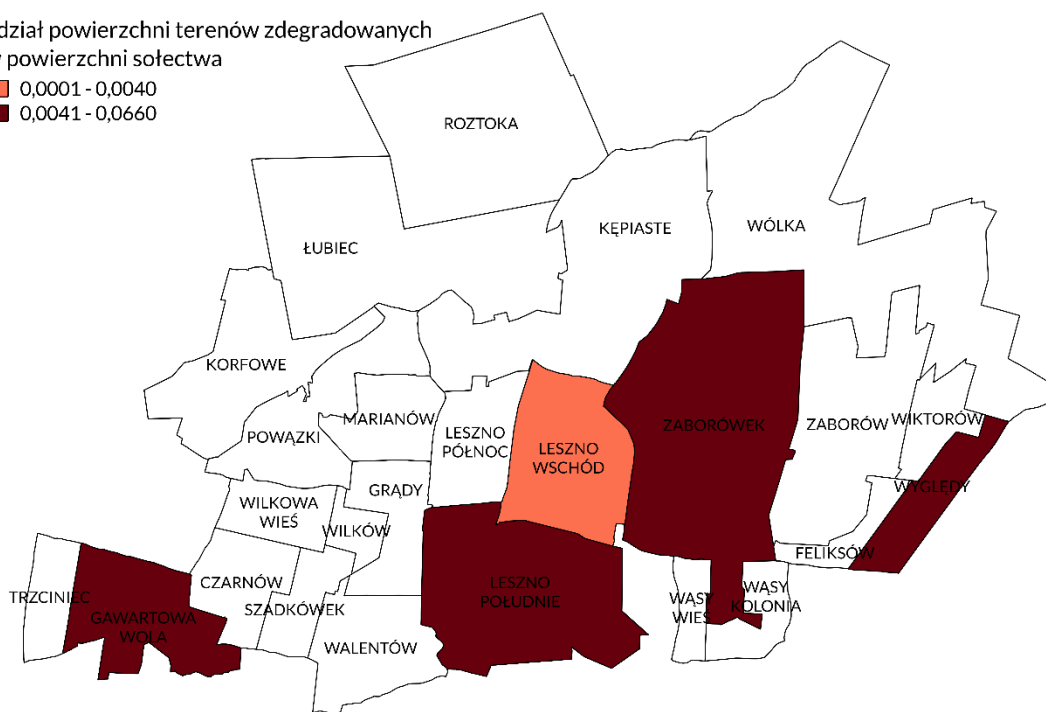 dział powierzchni terenów zdegradowanych
powierzchni sołectwa
0,0001 - 0,0040
0,0041 - 0,0660
ROZTOKA
KĘPIASTE
WÓLKA
ŁUBIEC
KORFOWE
MARIANÓW
POWĄZKI
LESZNO
PÓŁNOC
LESZNO
WSCHÓD
ZABORÓWEK
ZABORÓW
WIKTORÓW
GRĄDY
WYGLĘDY
WILKOWA
WIEŚ
WILKÓW
FELIKSÓW
CZARNÓW
LESZNO
POŁUDNIE
WĄSY
WIEŚ
WĄSY
KOLONIA
TRZCINIEC
SZADKÓWEK
GAWARTOWA
WOLA
WALENTÓW